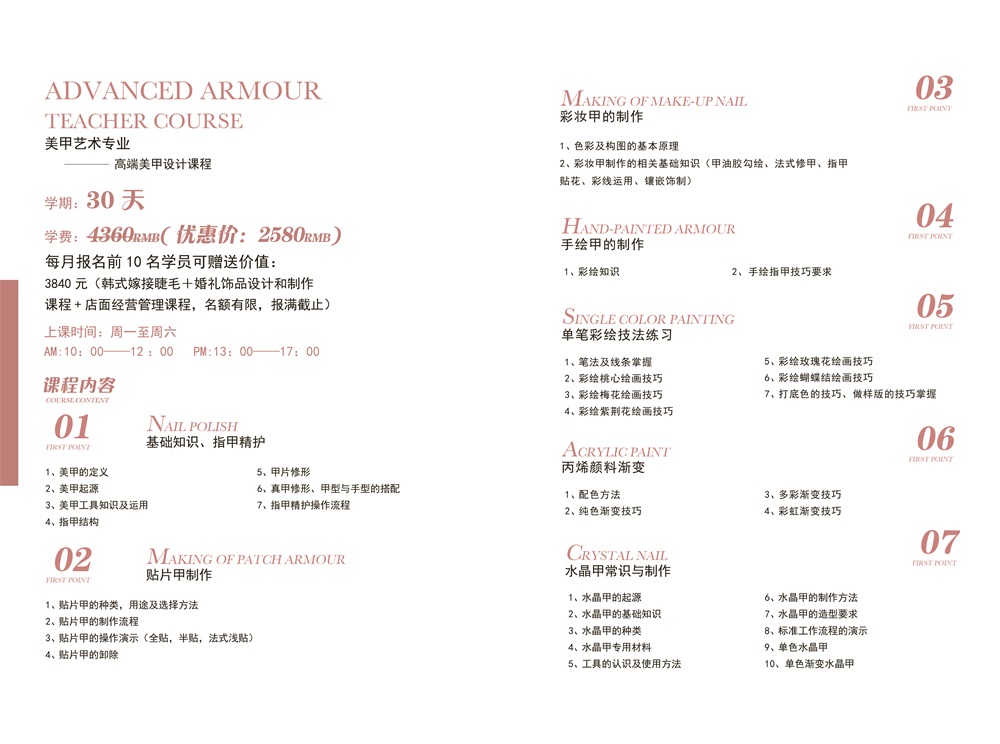 ADVANCED ARMOUR
TEACHER COURSE
美甲艺术专业
———— 高端美甲设计课程
学期：30 天
学费：4360RMB( 优惠价：2580RMB )
每月报名前 10 名学员可赠送价值：
3840 元（韩式嫁接睫毛＋婚礼饰品设计和制作
课程 + 店面经营管理课程，名额有限，报满截止）
上课时间：周一至周六
AM:10：00——12 ：00 PM:13：00——17：00
课程内容
COURSE CONTENT
01
FIRST POINT
NAIL POLISH
基础知识、指甲精护
1、美甲的定义
2、美甲起源
3、美甲工具知识及运用
4、指甲结构
5、甲片修形
6、真甲修形、甲型与手型的搭配
7、指甲精护操作流程
02
FIRST POINT
MAKING OF PATCH ARMOUR
贴片甲制作
1、贴片甲的种类，用途及选择方法
2、贴片甲的制作流程
3、贴片甲的操作演示（全贴，半贴，法式浅贴）
4、贴片甲的卸除
03
FIRST POINT
MAKING OF MAKE-UP NAIL
彩妆甲的制作
1、色彩及构图的基本原理
2、彩妆甲制作的相关基础知识（甲油胶勾绘、法式修甲、指甲
贴花、彩线运用、镶嵌饰制）
04
FIRST POINT
HAND-PAINTED ARMOUR
手绘甲的制作
1、彩绘知识
2、手绘指甲技巧要求
05
FIRST POINT
SINGLE COLOR PAINTING
单笔彩绘技法练习
1、笔法及线条掌握
2、彩绘桃心绘画技巧
3、彩绘梅花绘画技巧
4、彩绘紫荆花绘画技巧
5、彩绘玫瑰花绘画技巧
6、彩绘蝴蝶结绘画技巧
7、打底色的技巧、做样版的技巧掌握
06
FIRST POINT
ACRYLIC PAINT
丙烯颜料渐变
1、配色方法
2、纯色渐变技巧
3、多彩渐变技巧
4、彩虹渐变技巧
07
FIRST POINT
CRYSTAL NAIL
水晶甲常识与制作
1、水晶甲的起源
2、水晶甲的基础知识
3、水晶甲的种类
4、水晶甲专用材料
5、工具的认识及使用方法
6、水晶甲的制作方法
7、水晶甲的造型要求
8、标准工作流程的演示
9、单色水晶甲
10、单色渐变水晶甲